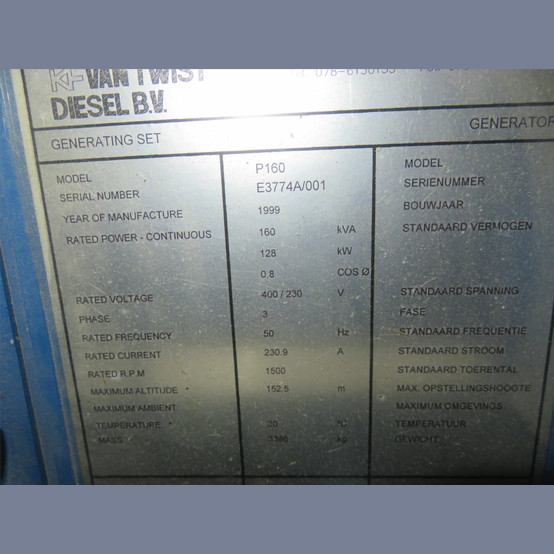 VAN TWIST
DIESEL B.V.
GENERATING SET GENERATOR
MODEL P160 MODEL
SERIAL NUMBER E3774A/001 SERIENUMMER
YEAR OF MANUFACTURE 1999 BOUWJAAR
RATED POWER - CONTINUOUS 160 kVA STANDAARD VERMOGEN
128 kW
0.8 COS Ø
RATED VOLTAGE 400 / 230 V STANDAARD SPANNING
PHASE 3 FASE
RATED FREQUENCY 50 Hz STANDAARD FREQUENTIE
RATED CURRENT 230.9 A STANDAARD STROOM
RATED R.P.M 1500 STANDAARD TOERENTAL
MAXIMUM ALTITUDE * 152.5 m MAX. OPSTELLINGSHOOGTE
MAXIMUM AMBIENT MAXIMUM OMGEVINGS
TEMPERATURE * °C TEMPERATUUR
MASS kg GEWICHT